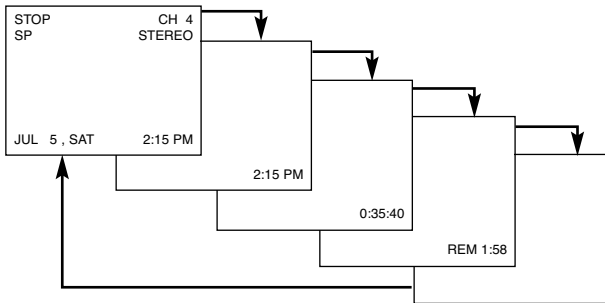 STOP CH 4
SP STEREO
JUL 5 , SAT 2:15 PM
2:15 PM
0:35:40
REM 1:58